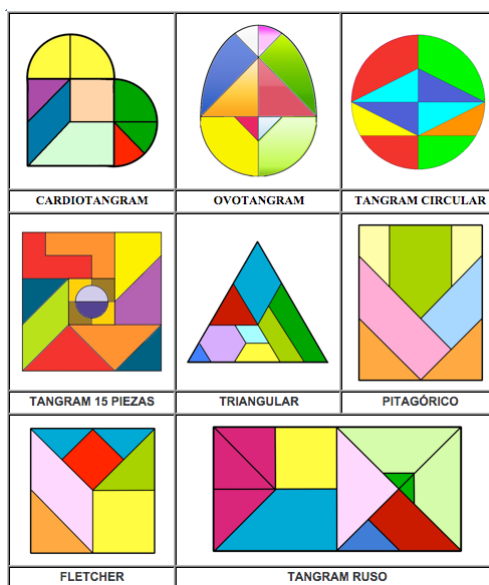 CARDIOTANGRAM
OVOTANGRAM
TANGRAM CIRCULAR
TANGRAM 15 PIEZAS
TRIANGULAR
PITAGÓRICO
FLETCHER
TANGRAM RUSO